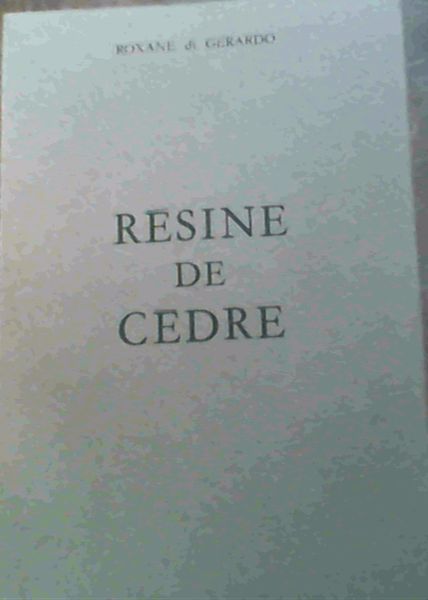 ROXANE di GERARDO
RESINE
DE
CEDRE